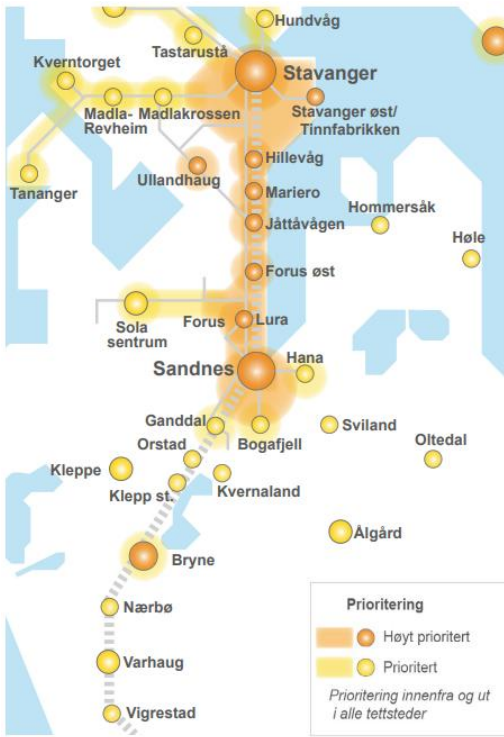 Hundvåg
Tastarustå
Kverntorget
Stavanger
Madla-
Revheim
Madlakrossen
Stavanger øst/
Tinnfabrikken
Hillevåg
Ullandhaug
Tananger
Mariero
Hommersåk
Jåttåvågen
Høle
Forus øst
Sola
sentrum
Forus
Lura
Sandnes
Hana
Ganddal
Bogafjell
Sviland
Orstad
Oltedal
Kleppe
Klepp st.
Kvernaland
Ålgård
Bryne
Nærbø
Varhaug
Vigrestad
Prioritering
Høyt prioritert
Prioritert
Prioritering innenfra og ut
i alle tettsteder